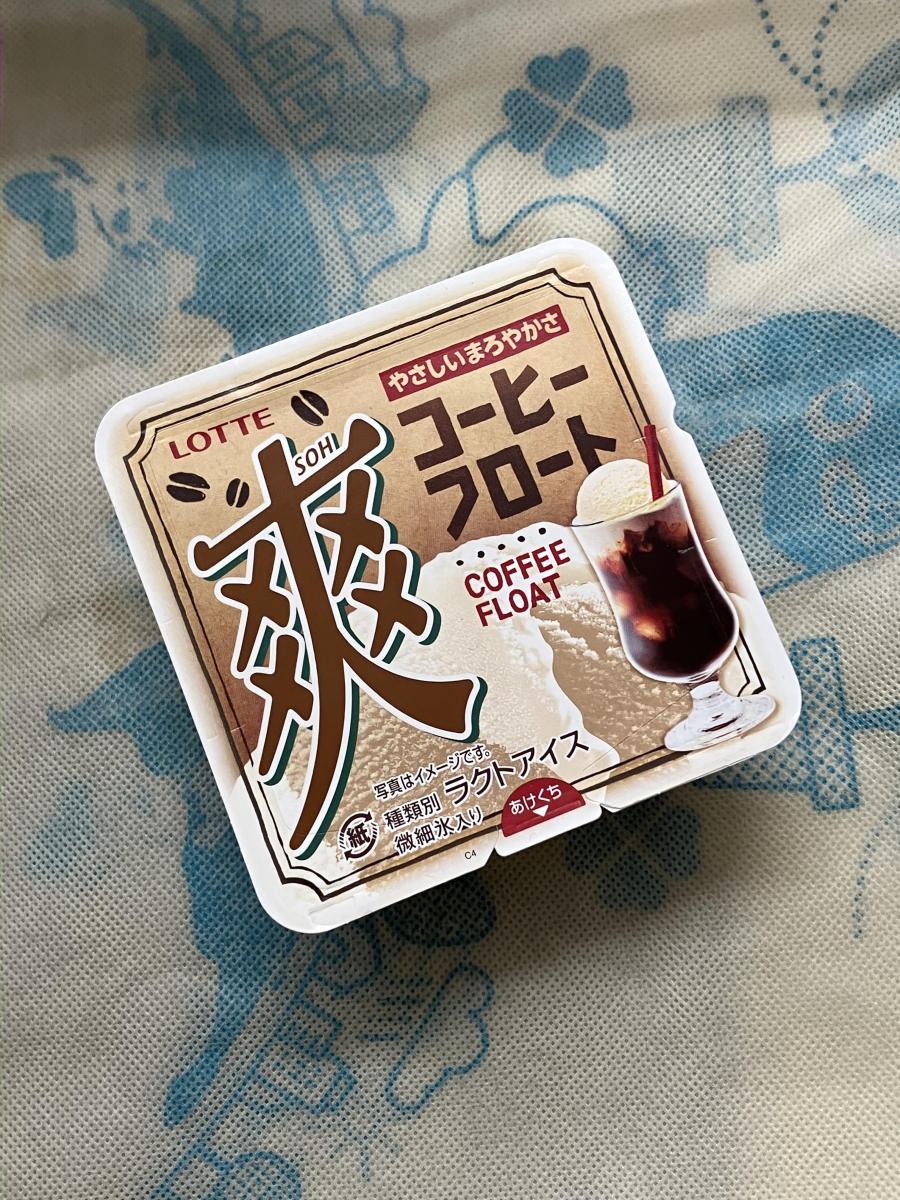 LOTTE
爽
SOH!
やさしいまろやかさ
コーヒー
フロート
COFFEE
FLOAT
写真はイメージです。
紙
種類別 ラクトアイス
微細氷入り
あけくち
C4